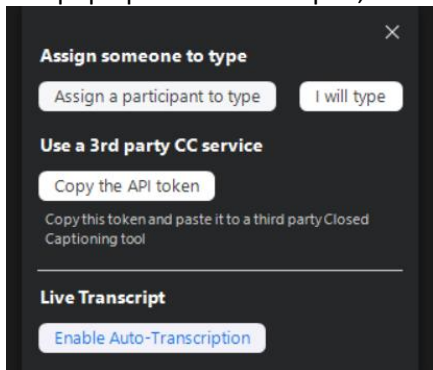 Assign someone to type
Assign a participant to type I will type
Use a 3rd party CC service
Copy the API token
Copy this token and paste it to a third party Closed
Captioning tool
Live Transcript
Enable Auto-Transcription